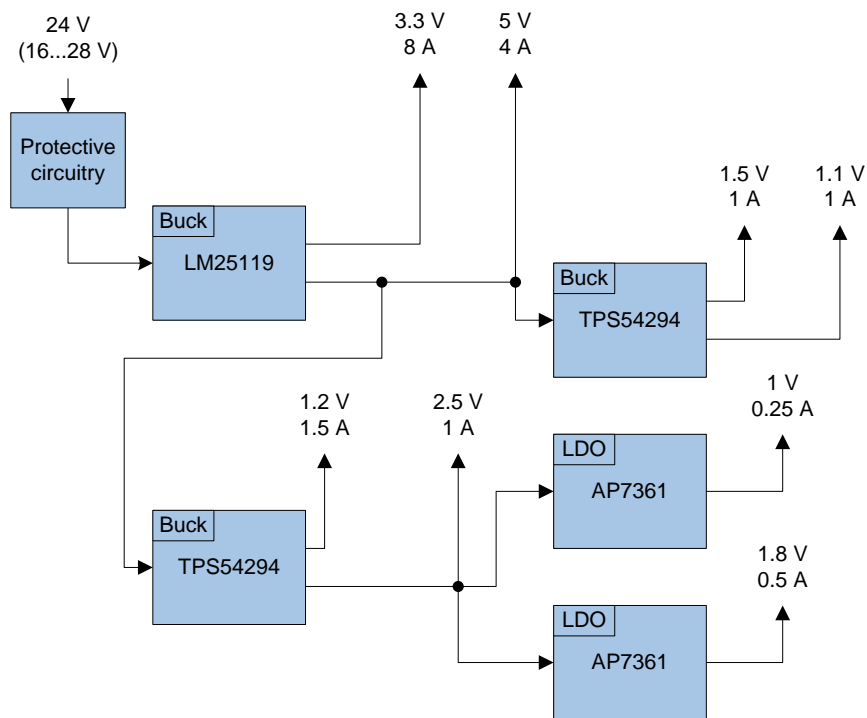 24 V
(16...28 V)
3.3 V
8 A
5 V
4 A
Protective
circuitry
Buck
LM25119
1.5 V
1 A
1.1 V
1 A
Buck
TPS54294
1.2 V
1.5 A
2.5 V
1 A
1 V
0.25 A
LDO
AP7361
Buck
TPS54294
1.8 V
0.5 A
LDO
AP7361